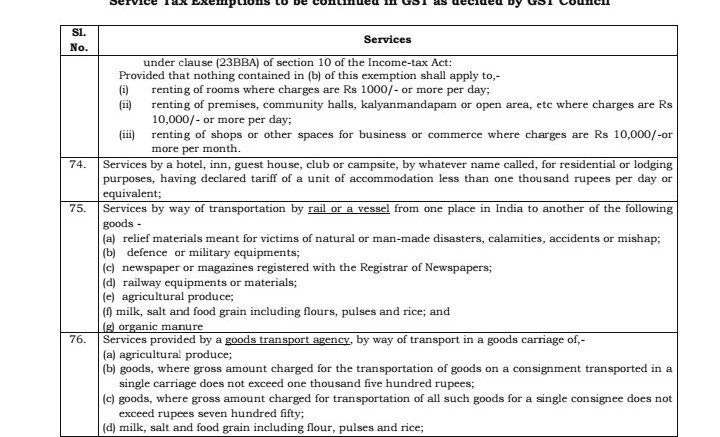 Service Tax Exemptions to be continued in GST as decided by GST Council
Sl.
No.
Services
under clause (23BBA) of section 10 of the Income-tax Act:
Provided that nothing contained in (b) of this exemption shall apply to,-
(i) renting of rooms where charges are Rs 1000/- or more per day;
(ii) renting of premises, community halls, kalyanmandapam or open area, etc where charges are Rs
10,000/- or more per day;
(iii) renting of shops or other spaces for business or commerce where charges are Rs 10,000/-or
more per month.
74. Services by a hotel, inn, guest house, club or campsite, by whatever name called, for residential or lodging
purposes, having declared tariff of a unit of accommodation less than one thousand rupees per day or
equivalent;
75. Services by way of transportation by rail or a vessel from one place in India to another of the following
goods -
(a) relief materials meant for victims of natural or man-made disasters, calamities, accidents or mishap;
(b) defence or military equipments;
(c) newspaper or magazines registered with the Registrar of Newspapers;
(d) railway equipments or materials;
(e) agricultural produce;
(f) milk, salt and food grain including flours, pulses and rice; and
(g) organic manure
76. Services provided by a goods transport agency, by way of transport in a goods carriage of,-
(a) agricultural produce;
(b) goods, where gross amount charged for the transportation of goods on a consignment transported in a
single carriage does not exceed one thousand five hundred rupees;
(c) goods, where gross amount charged for transportation of all such goods for a single consignee does not
exceed rupees seven hundred fifty;
(d) milk, salt and food grain including flour, pulses and rice;